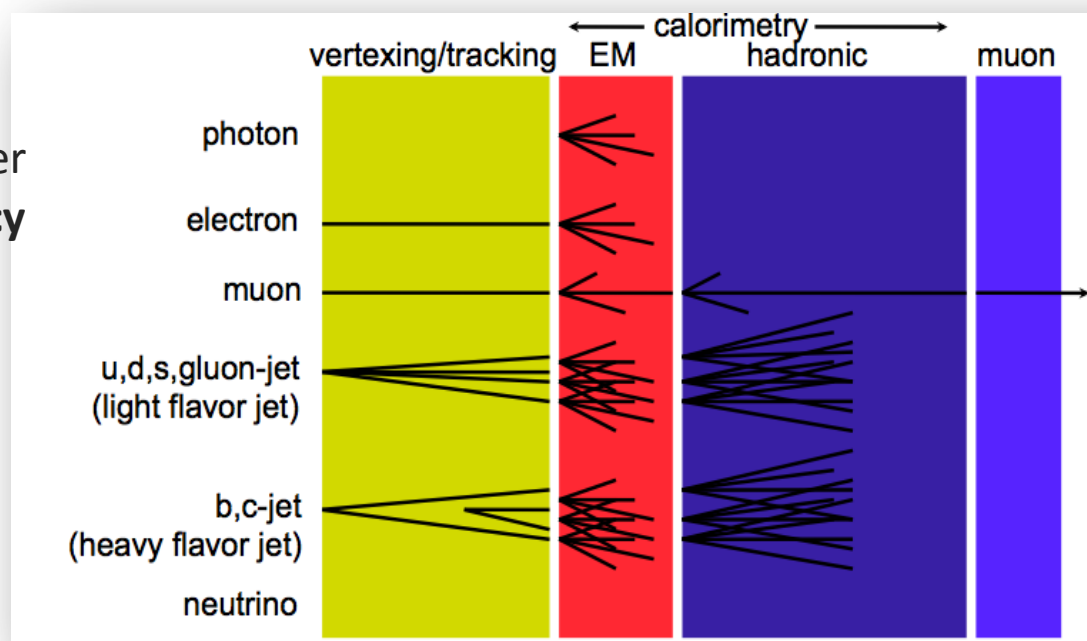 calorimetry
vertexing/tracking EM hadronic muon
photon
er
electron
muon
u,d,s,gluon-jet
(light flavor jet)
b,c-jet
(heavy flavor jet)
neutrino